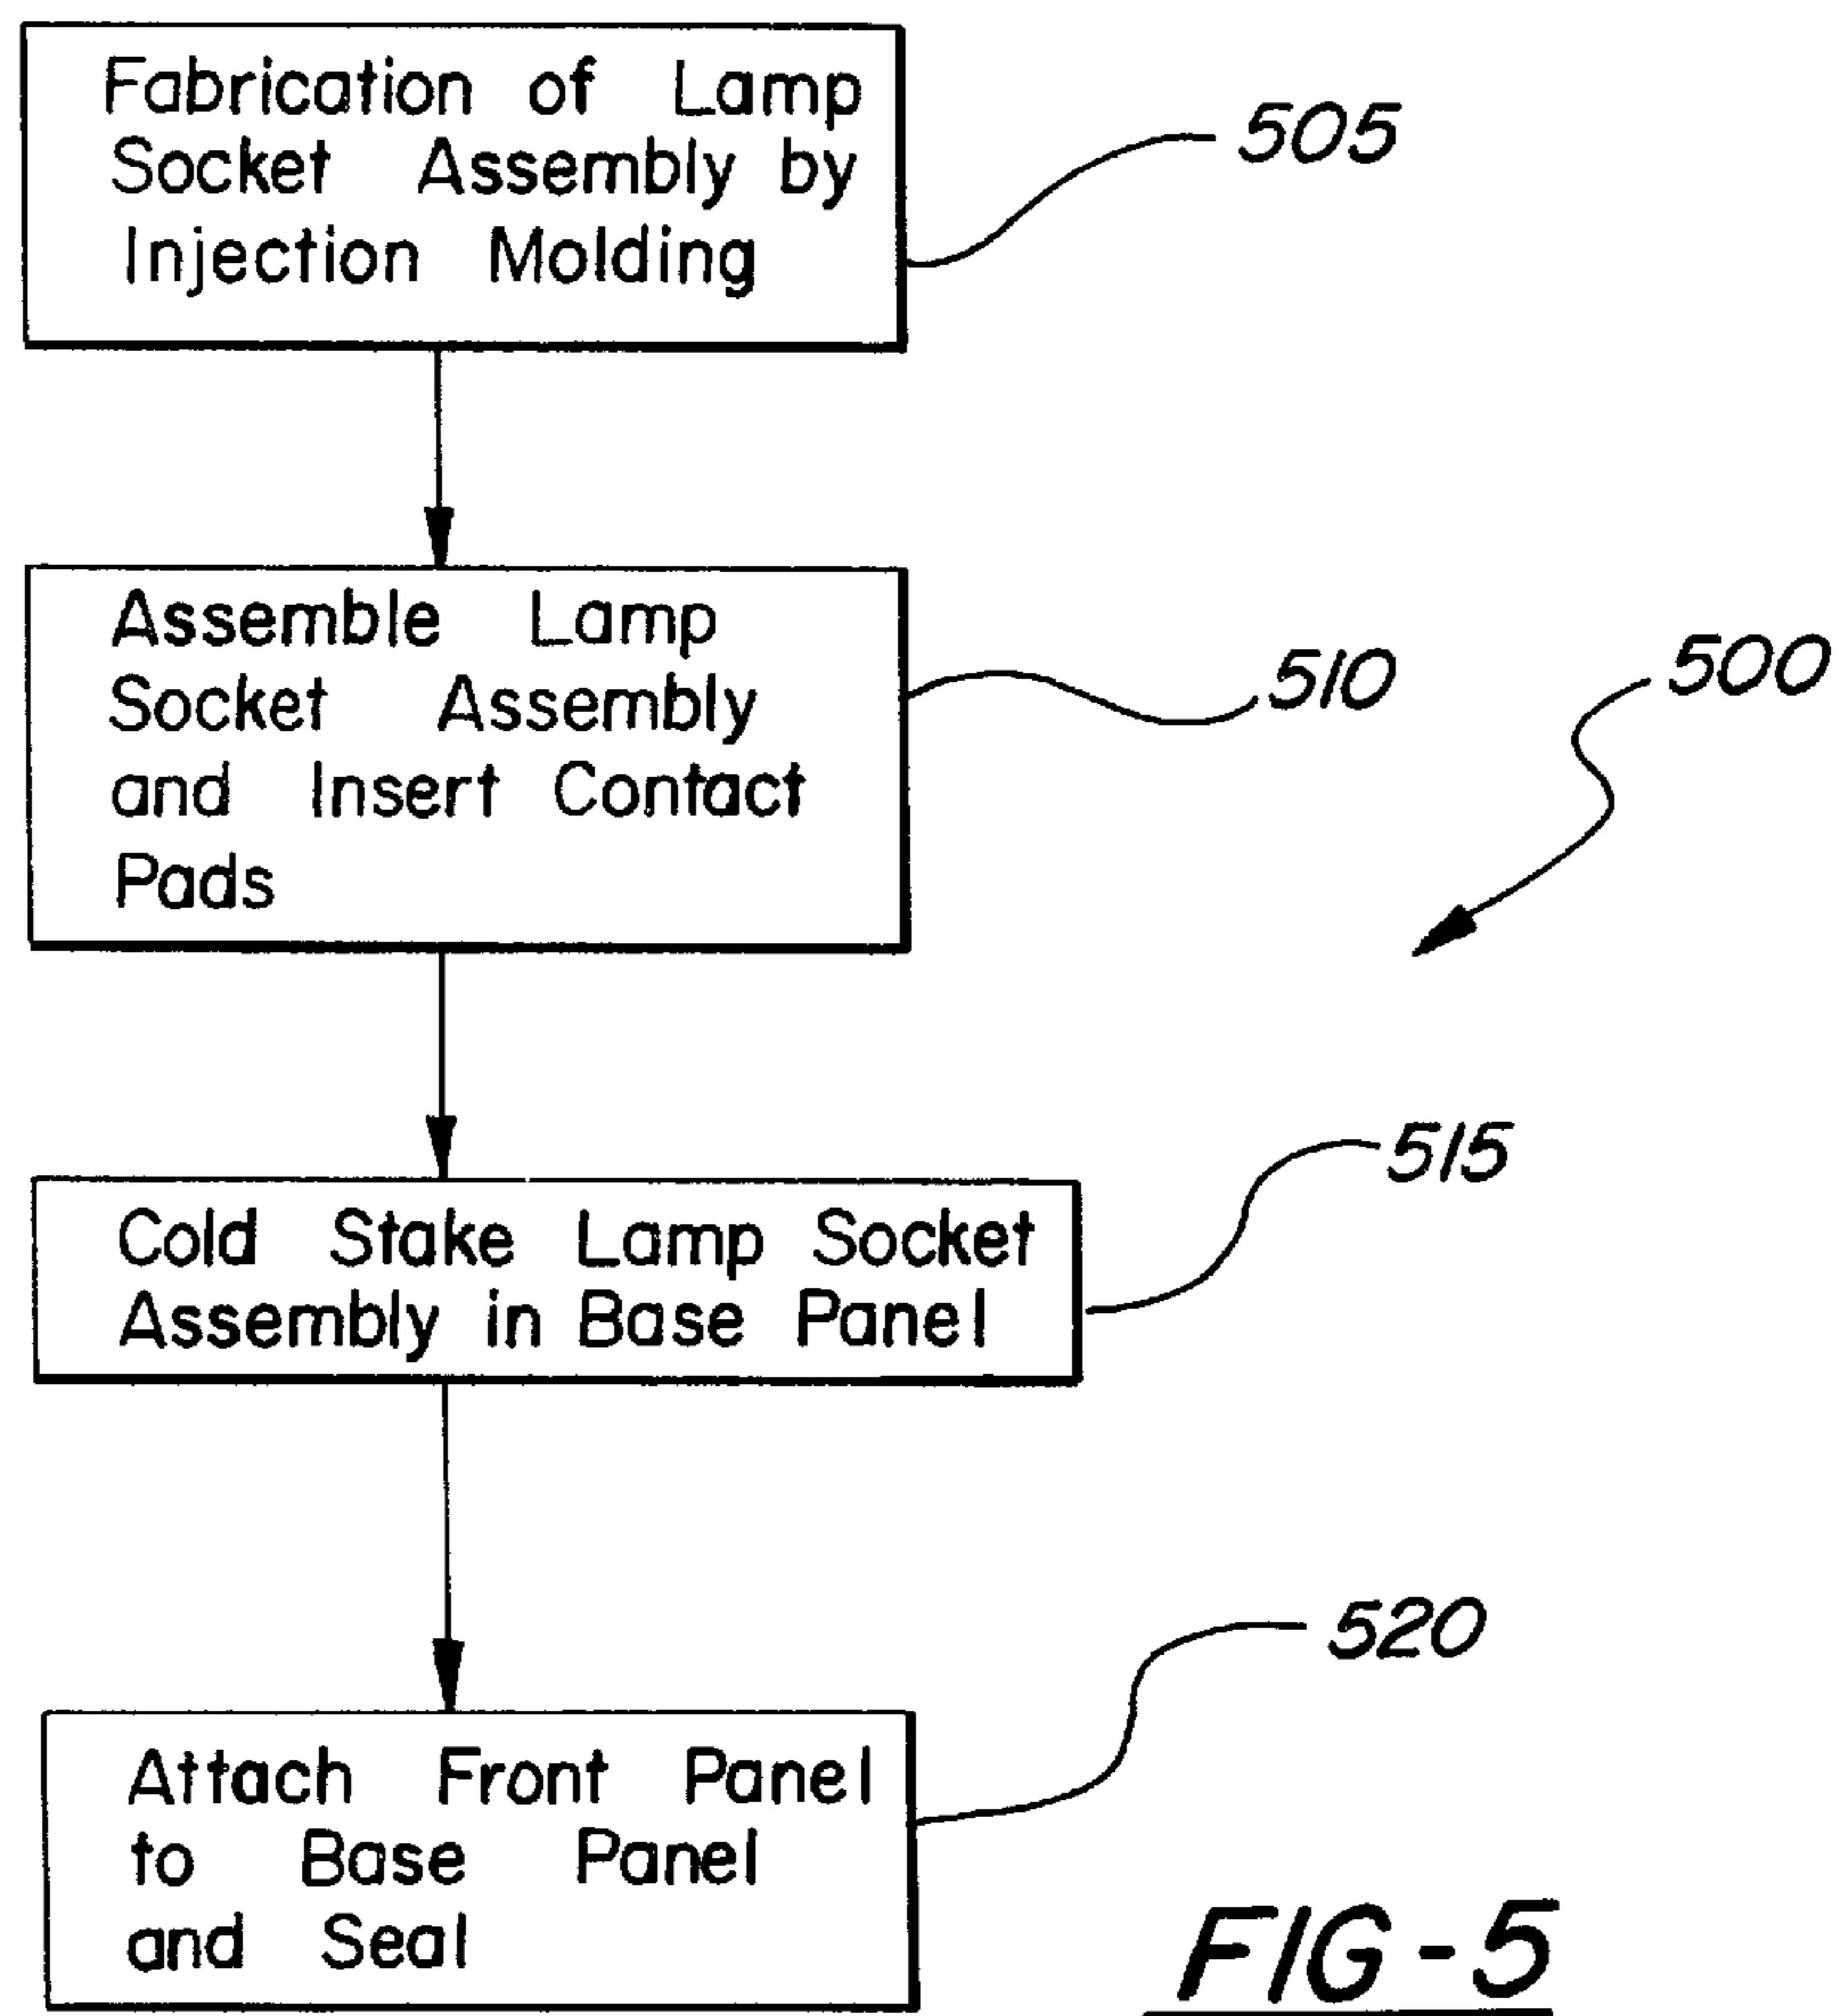 Fabrication of Lamp
Socket Assembly by
Injection Molding
505
Assemble Lamp
Socket Assembly
and Insert Contact
Pads
510
500
Cold Stake Lamp Socket
Assembly in Base Panel
515
Attach Front Panel
to Base Panel
and Seal
520
FIG-5